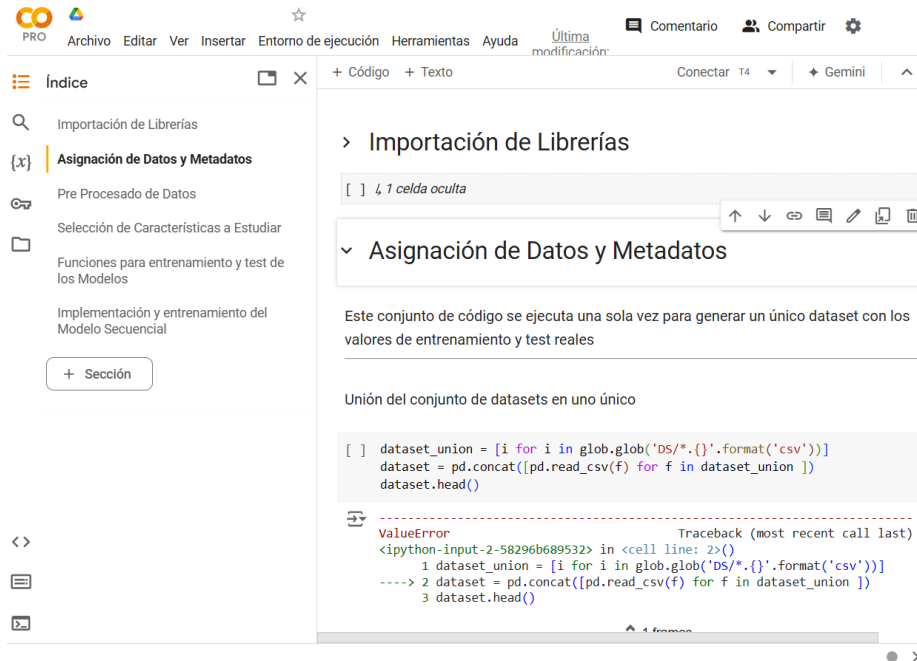 CO
PRO
Archivo Editar Ver Insertar Entorno de ejecución Herramientas Ayuda
Última
modificación:
Comentario
Compartir
Índice
Importación de Librerías
Asignación de Datos y Metadatos
Pre Procesado de Datos
Selección de Características a Estudiar
Funciones para entrenamiento y test de
los Modelos
Implementación y entrenamiento del
Modelo Secuencial
+ Sección
{x}
+ Código + Texto
Conectar T4
Gemini
Importación de Librerías
[ ] ↳ 1 celda oculta
Asignación de Datos y Metadatos
Este conjunto de código se ejecuta una sola vez para generar un único dataset con los
valores de entrenamiento y test reales
Unión del conjunto de datasets en uno único
[ ] dataset_union = [i for i in glob.glob('DS/*.{}'.format('csv'))]
dataset = pd.concat([pd.read_csv(f) for f in dataset_union ])
dataset.head()
---------------------------------------------------------------------------
ValueError Traceback (most recent call last)
<ipython-input-2-58296b689532> in <cell line: 2>()
1 dataset_union = [i for i in glob.glob('DS/*.{}'.format('csv'))]
----> 2 dataset = pd.concat([pd.read_csv(f) for f in dataset_union ])
3 dataset.head()
1 frames